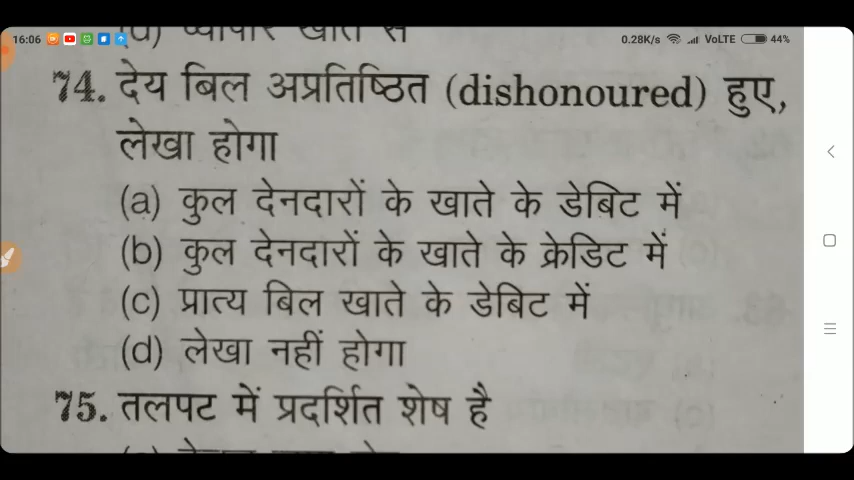 16:06 0.28K/s VoLTE 44%
74. देय बिल अप्रतिष्ठित (dishonoured) हुए,
लेखा होगा
(a) कुल देनदारों के खाते के डेबिट में
(b) कुल देनदारों के खाते के क्रेडिट में
(c) प्रात्य बिल खाते के डेबिट में
(d) लेखा नहीं होगा
75. तलपट में प्रदर्शित शेष है